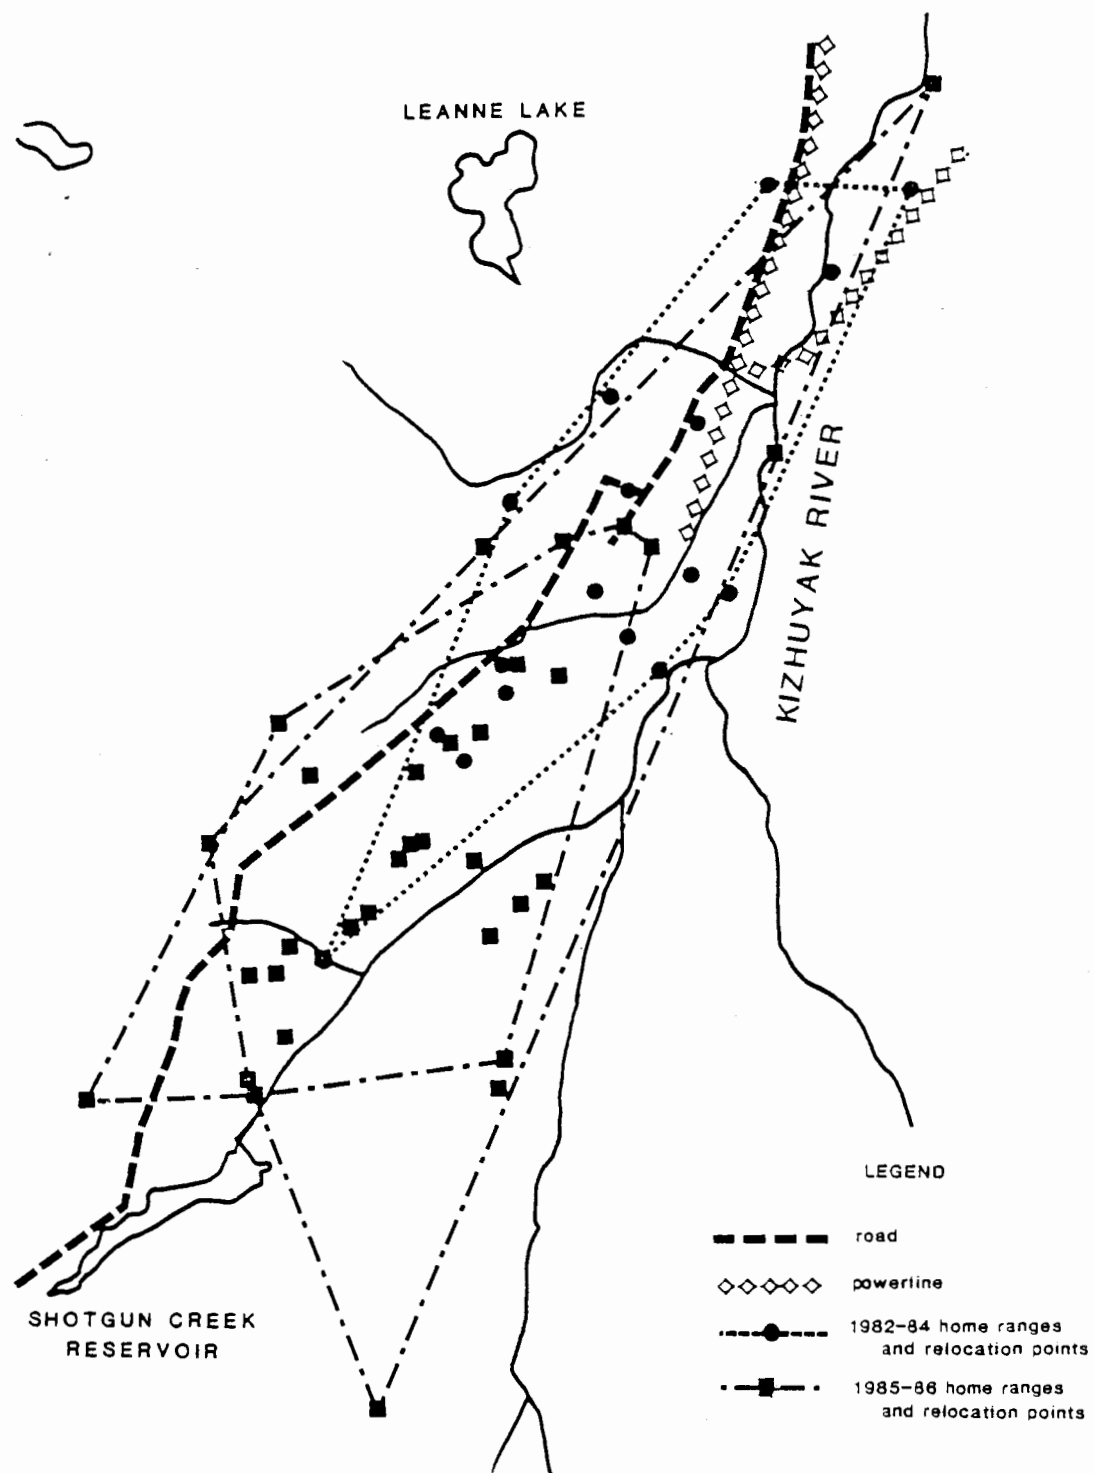 LEANNE LAKE
KIZHUYAK RIVER
SHOTGUN CREEK
RESERVOIR
LEGEND
road
powerline
1982-84 home ranges
and relocation points
1985-86 home ranges
and relocation points